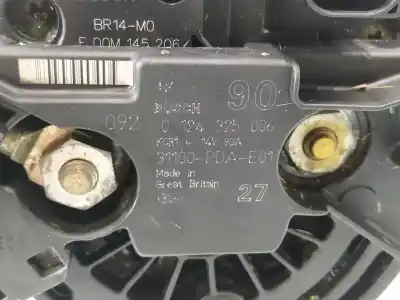 BR14-M0
F 00M 145 206
90
BOSCH
092 0 124 325 006
KCB1 14V 90A
31100-PDA-E01
Made in
Great Britain
27